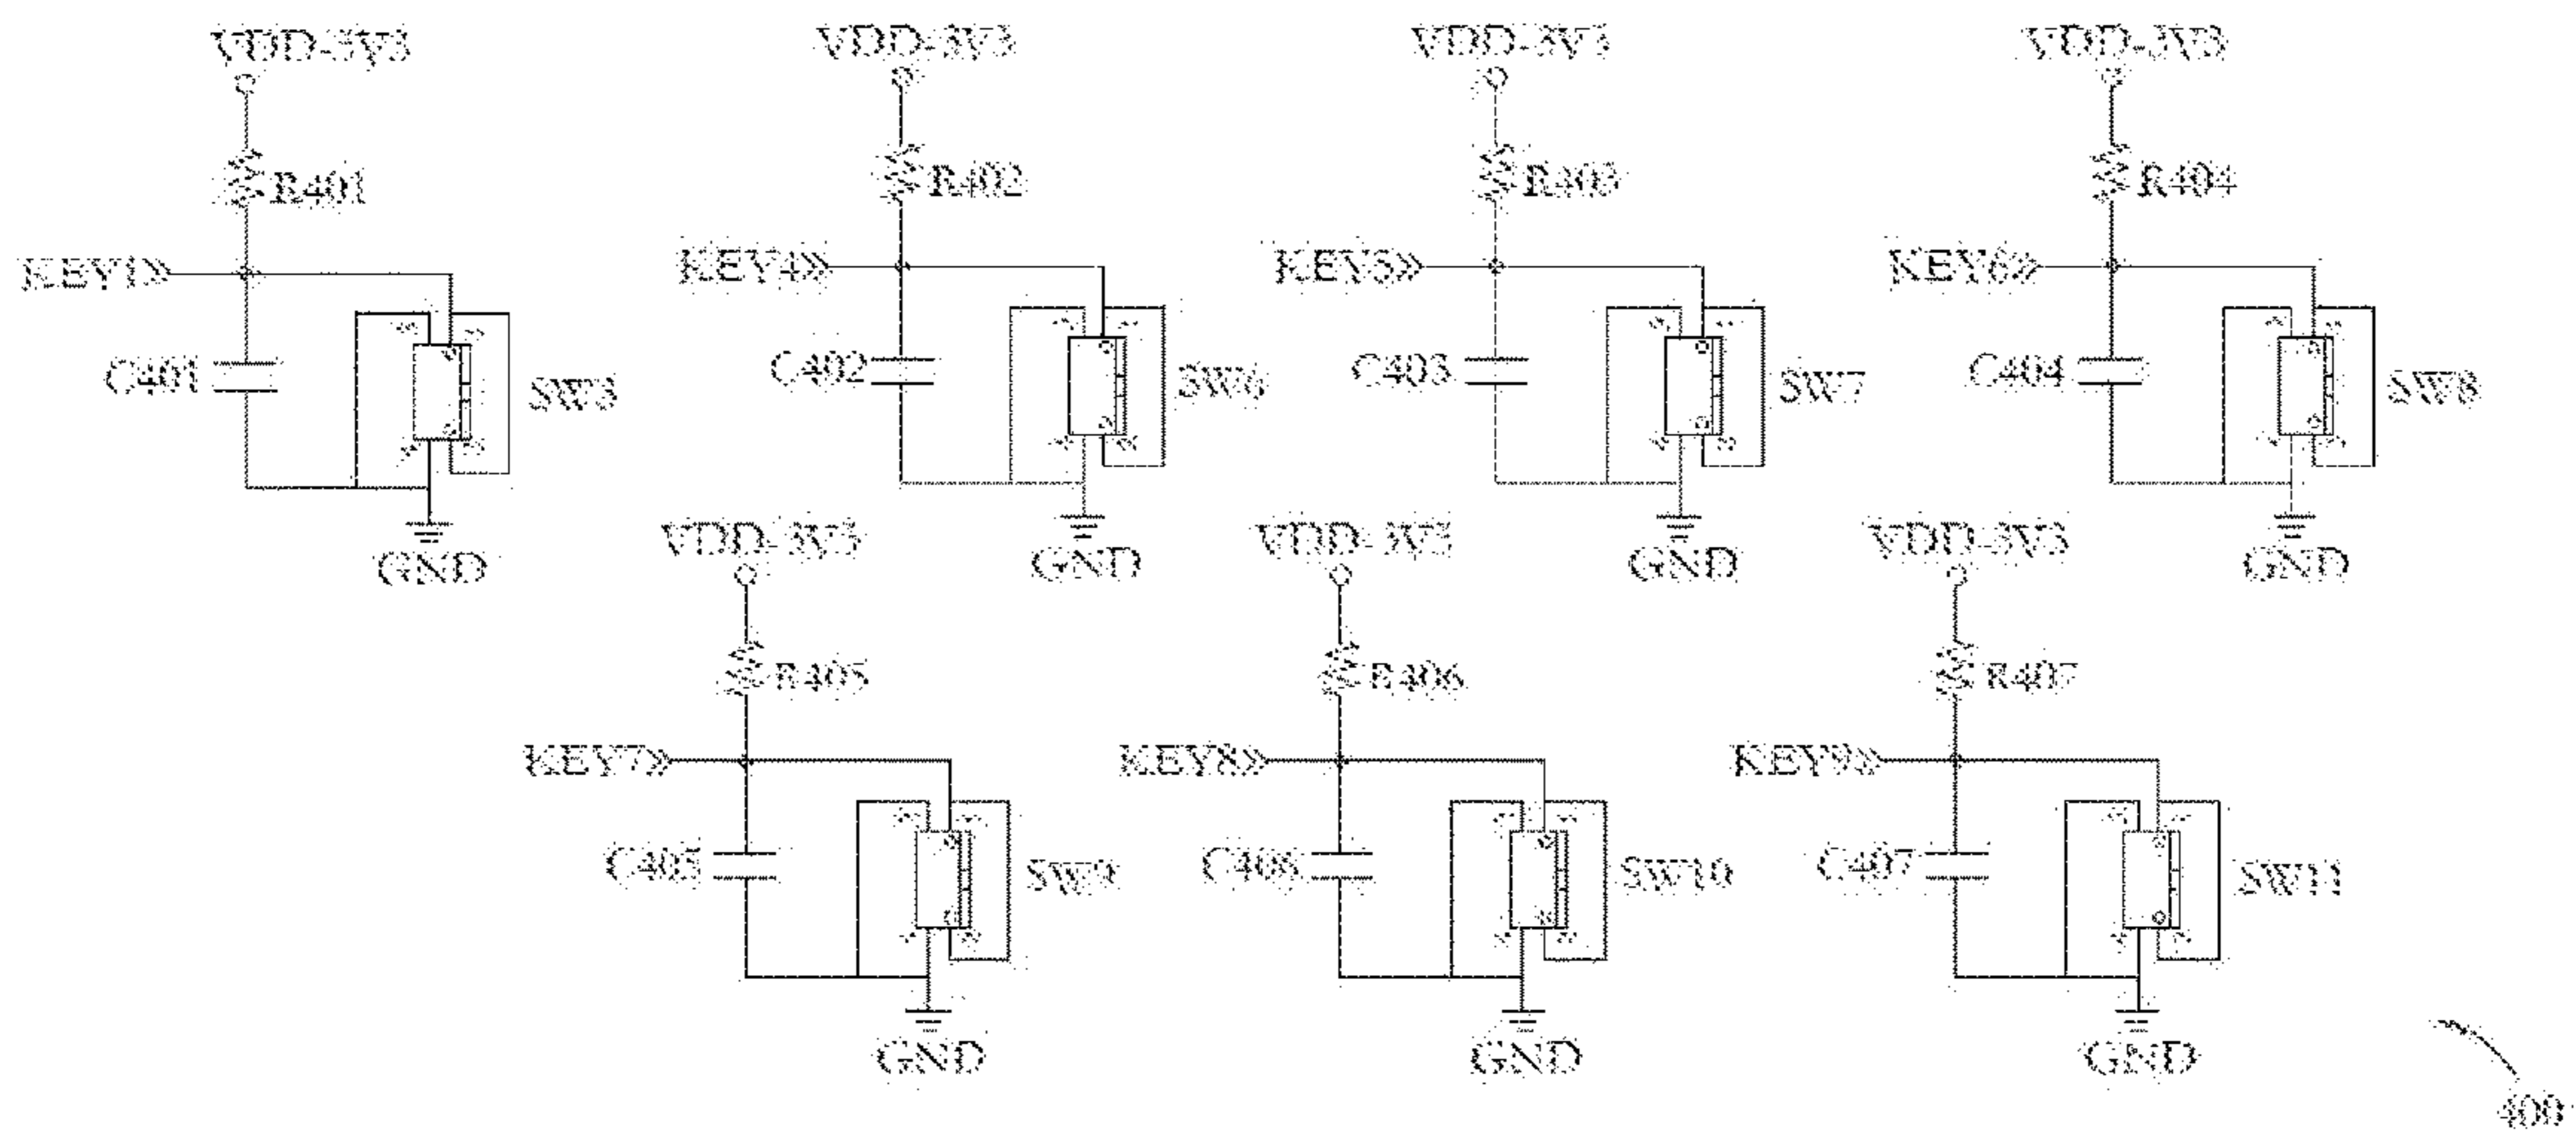 VDD-3V3 VDD-3V3 VDD-3V3 VDD-3V3
R401 R402 R403 R404
KEY1 KEY4 KEY5 KEY6
C401 C402 C403 C404
SW6 SW7 SW8
GND GND GND GND
VDD-3V3 VDD-3V3 VDD-3V3
R405 R406 R407
KEY7 KEY8 KEY9
C405 SW9 C406 SW10 C407 SW11
GND GND GND
400